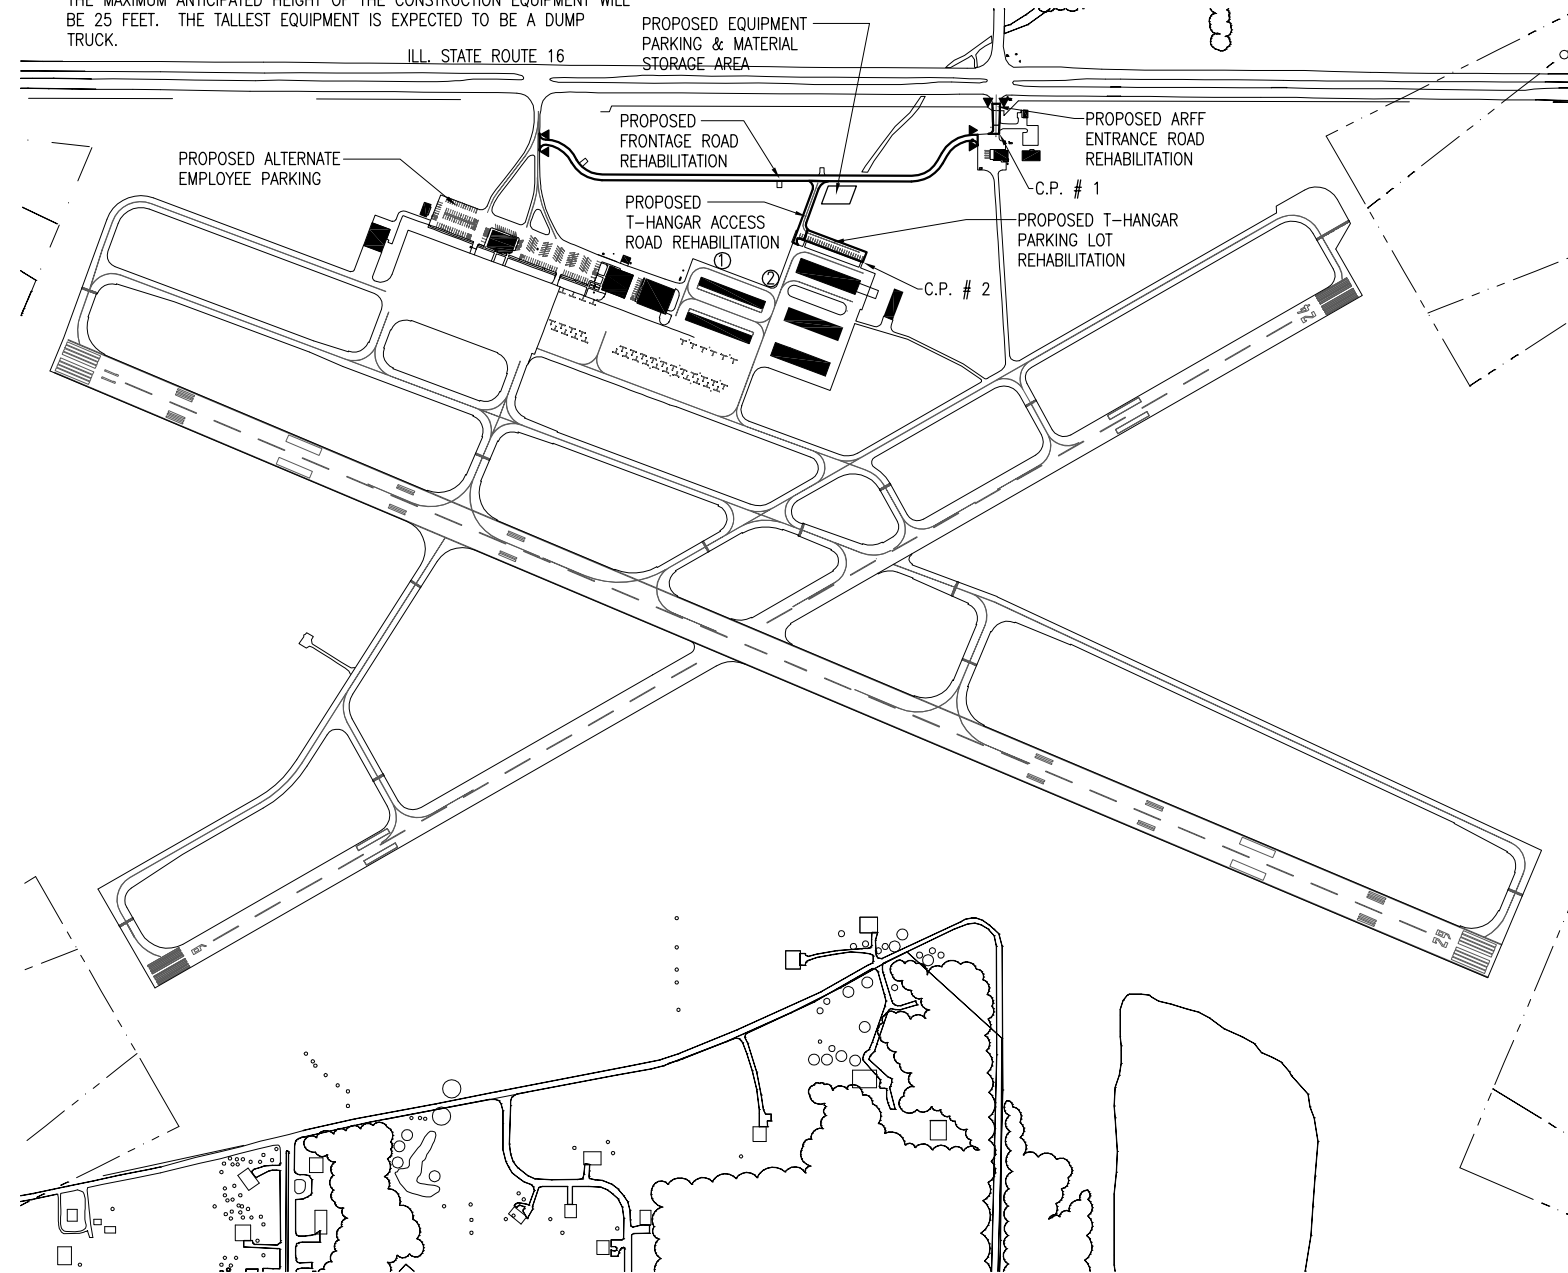 THE MAXIMUM ANTICIPATED HEIGHT OF THE CONSTRUCTION EQUIPMENT WILL
BE 25 FEET. THE TALLEST EQUIPMENT IS EXPECTED TO BE A DUMP
TRUCK.
ILL. STATE ROUTE 16
PROPOSED EQUIPMENT
PARKING & MATERIAL
STORAGE AREA
PROPOSED
FRONTAGE ROAD
REHABILITATION
PROPOSED ARFF
ENTRANCE ROAD
REHABILITATION
PROPOSED ALTERNATE
EMPLOYEE PARKING
C.P. # 1
PROPOSED
T-HANGAR ACCESS
ROAD REHABILITATION
PROPOSED T-HANGAR
PARKING LOT
REHABILITATION
1
2
C.P. # 2
24
6
29